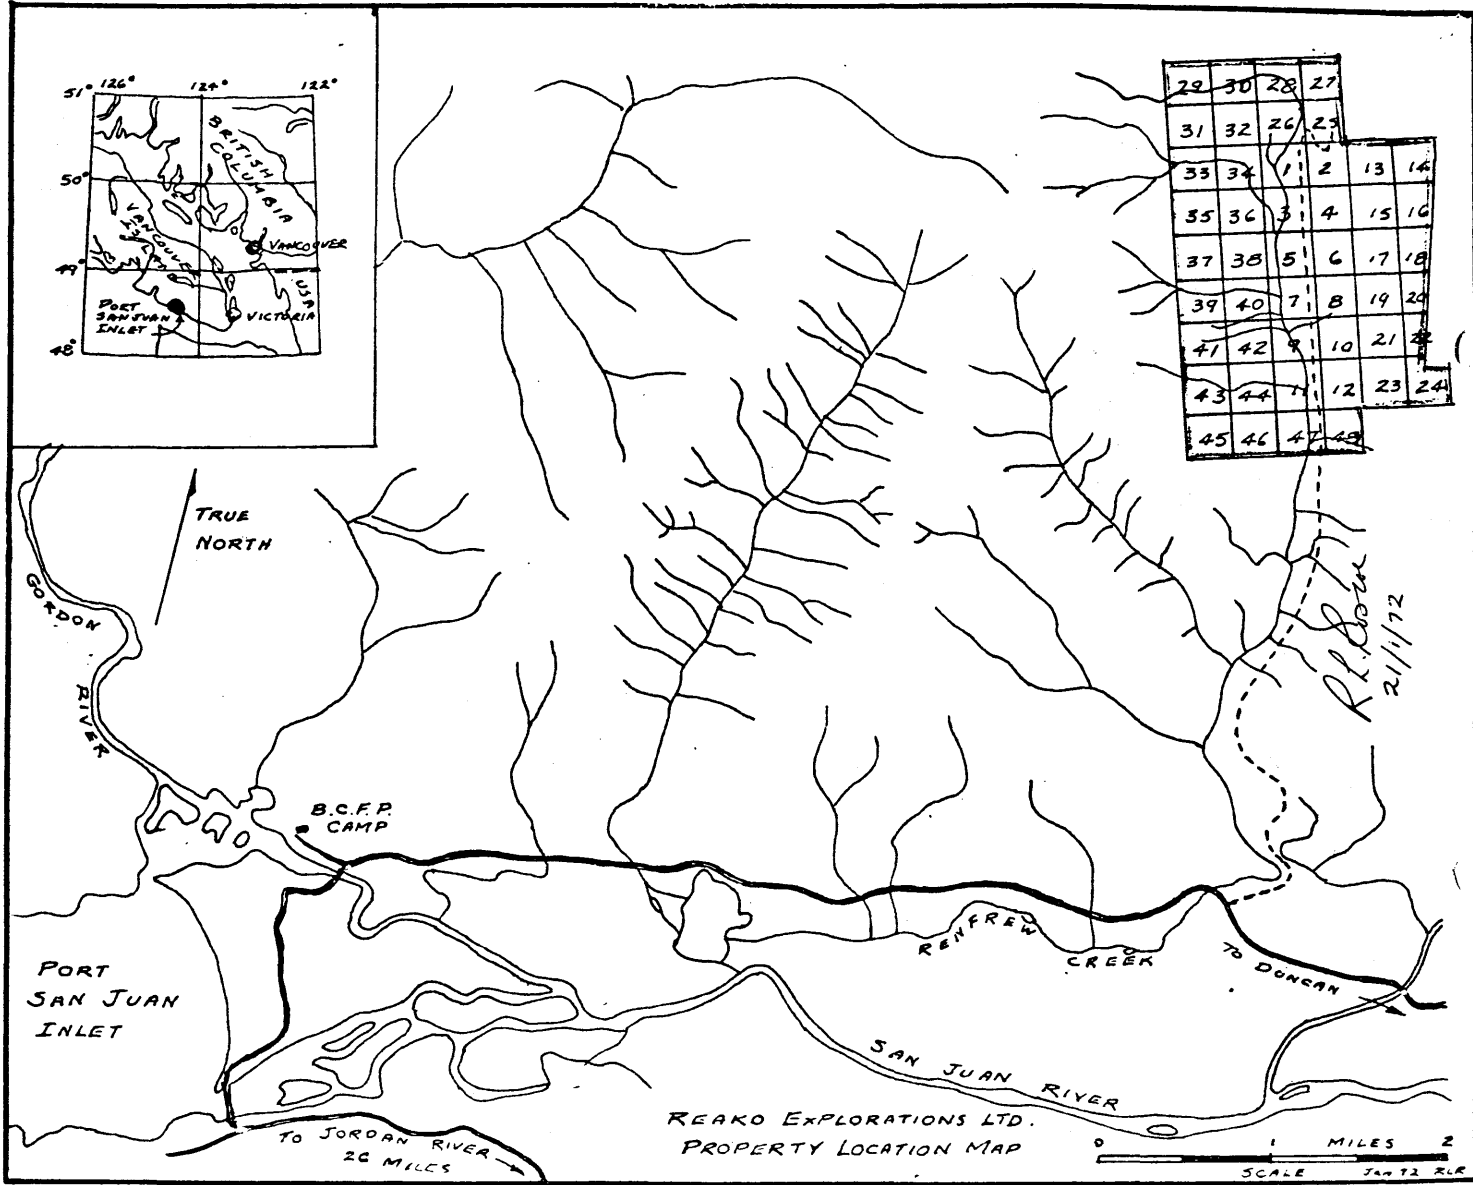 126° 124° 122°
51°
50°
49°
48°
BRITISH
COLUMBIA
VANCOUVER
ISLAND
VANCOUVER
USA
VICTORIA
PORT
SAN JUAN
INLET
29 30 28 27
31 32 26 25
33 34 1 2 13 14
35 36 3 4 15 16
37 38 5 6 17 18
39 40 7 8 19 20
41 42 9 10 21 22
43 44 11 12 23 24
45 46 47 48
TRUE
NORTH
GORDON
RIVER
21/1/72
B.C.F.P.
CAMP
RENFREW
CREEK
TO DUNCAN
PORT
SAN JUAN
INLET
SAN JUAN RIVER
TO JORDAN RIVER
26 MILES
REAKO EXPLORATIONS LTD.
PROPERTY LOCATION MAP
0 1 MILES 2
SCALE Jan 72 RLR